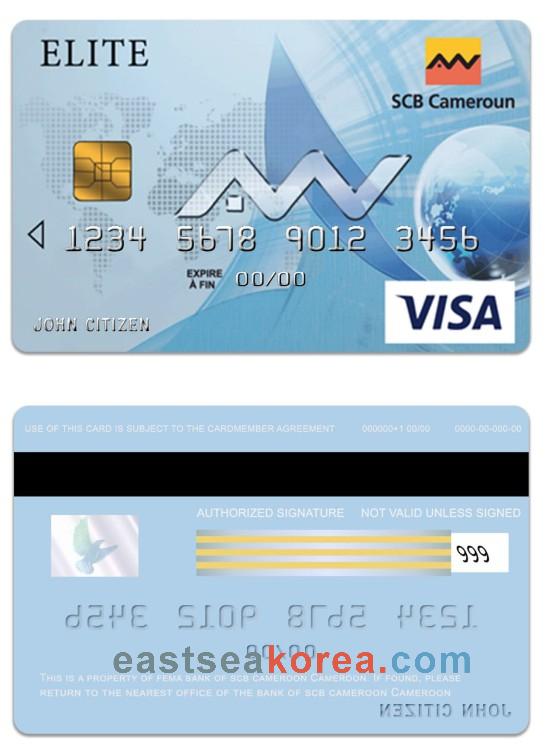 ELITE
SCB Cameroun
1234 5678 9012 3456
EXPIRE
À FIN 00/00
JOHN CITIZEN
VISA
USE OF THIS CARD IS SUBJECT TO THE CARDMEMBER AGREEMENT 000000+1 00/00 0000-00-000-00
AUTHORIZED SIGNATURE NOT VALID UNLESS SIGNED
999
1234 5678 9012 3456
00/00
eastseakorea.com
THIS IS A PROPERTY OF FEMA BANK OF SCB CAMEROON CAMEROON. IF FOUND, PLEASE
RETURN TO THE NEAREST OFFICE OF THE BANK OF SCB CAMEROON CAMEROON
JOHN CITIZEN